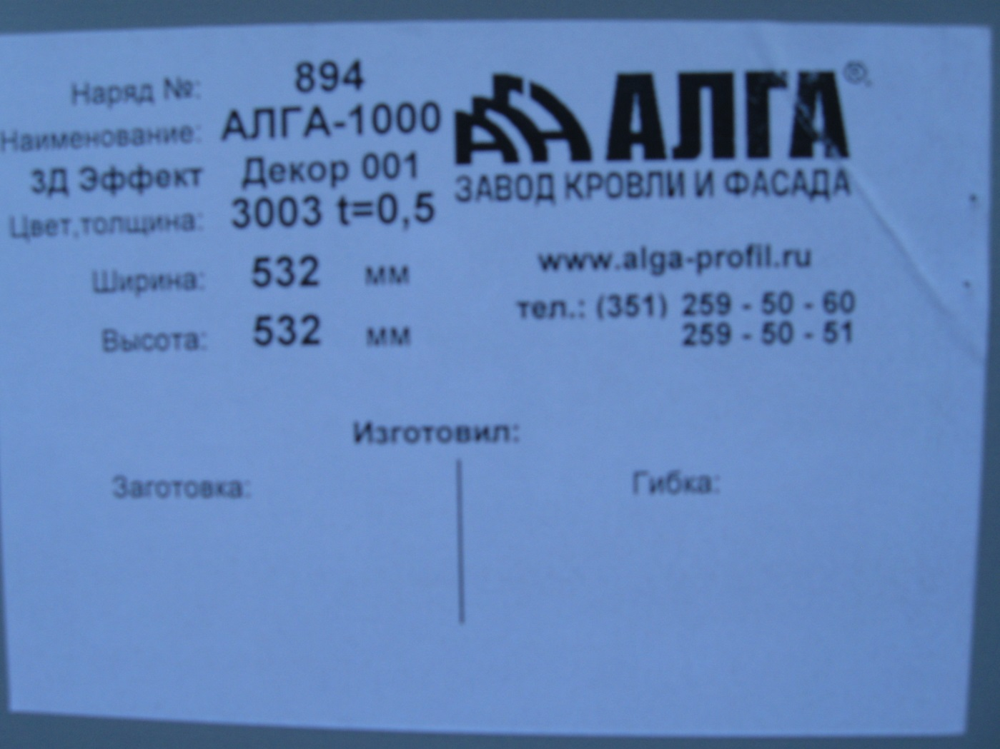 Наряд №: 894
Наименование: АЛГА-1000
3Д Эффект Декор 001
Цвет,толщина: 3003 t=0,5
Ширина: 532 мм
Высота: 532 мм
АЛГА ®
ЗАВОД КРОВЛИ И ФАСАДА
www.alga-profil.ru
тел.: (351) 259 - 50 - 60
259 - 50 - 51
Изготовил:
Заготовка:
Гибка: